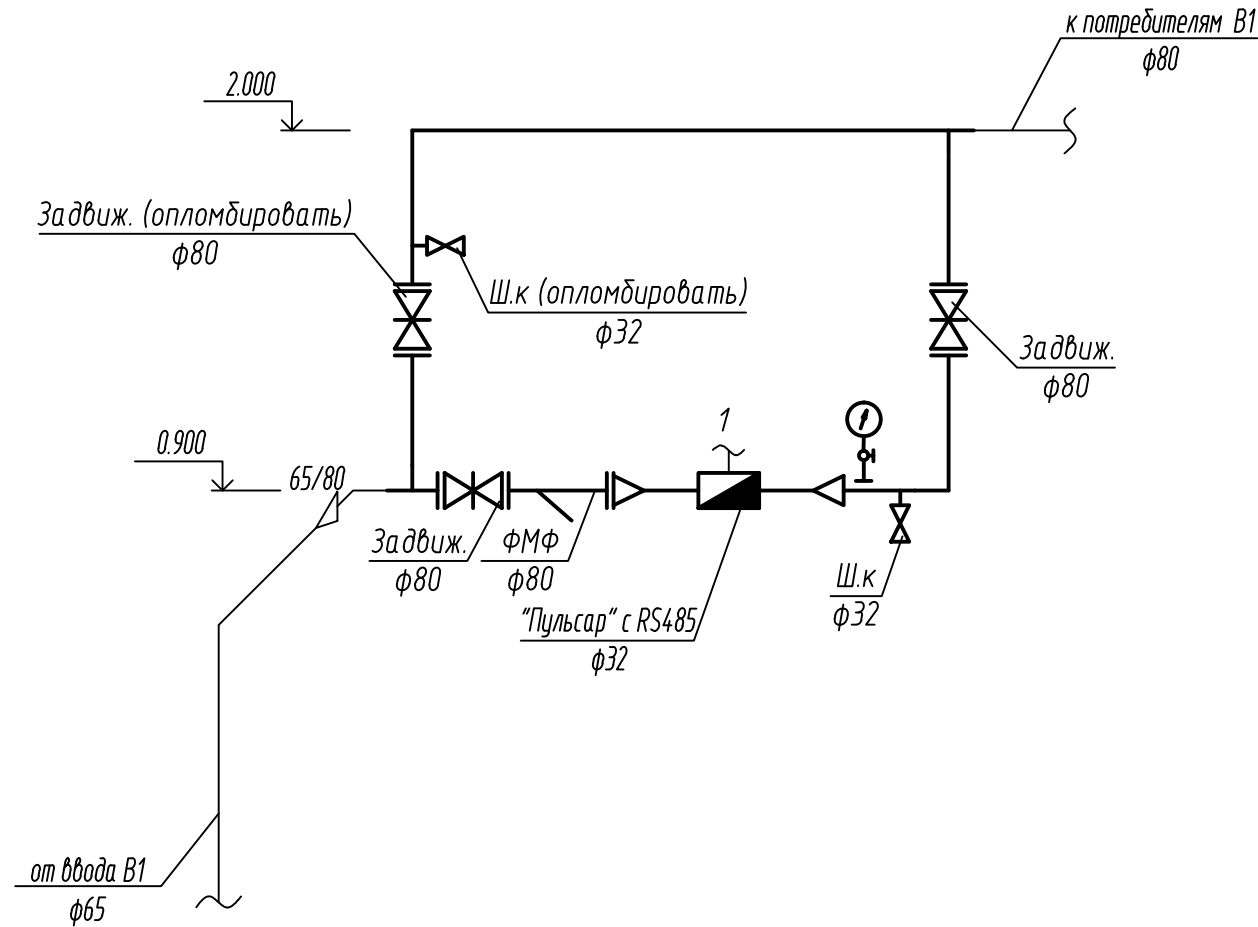 к потребителям В1
ф80
2.000
Задвиж. (опломбировать)
ф80
Ш.к (опломбировать)
ф32
Задвиж.
ф80
1
0.900
65/80
Задвиж.
ф80
ФМФ
ф80
Ш.к
ф32
"Пульсар" с RS485
ф32
от ввода В1
ф65